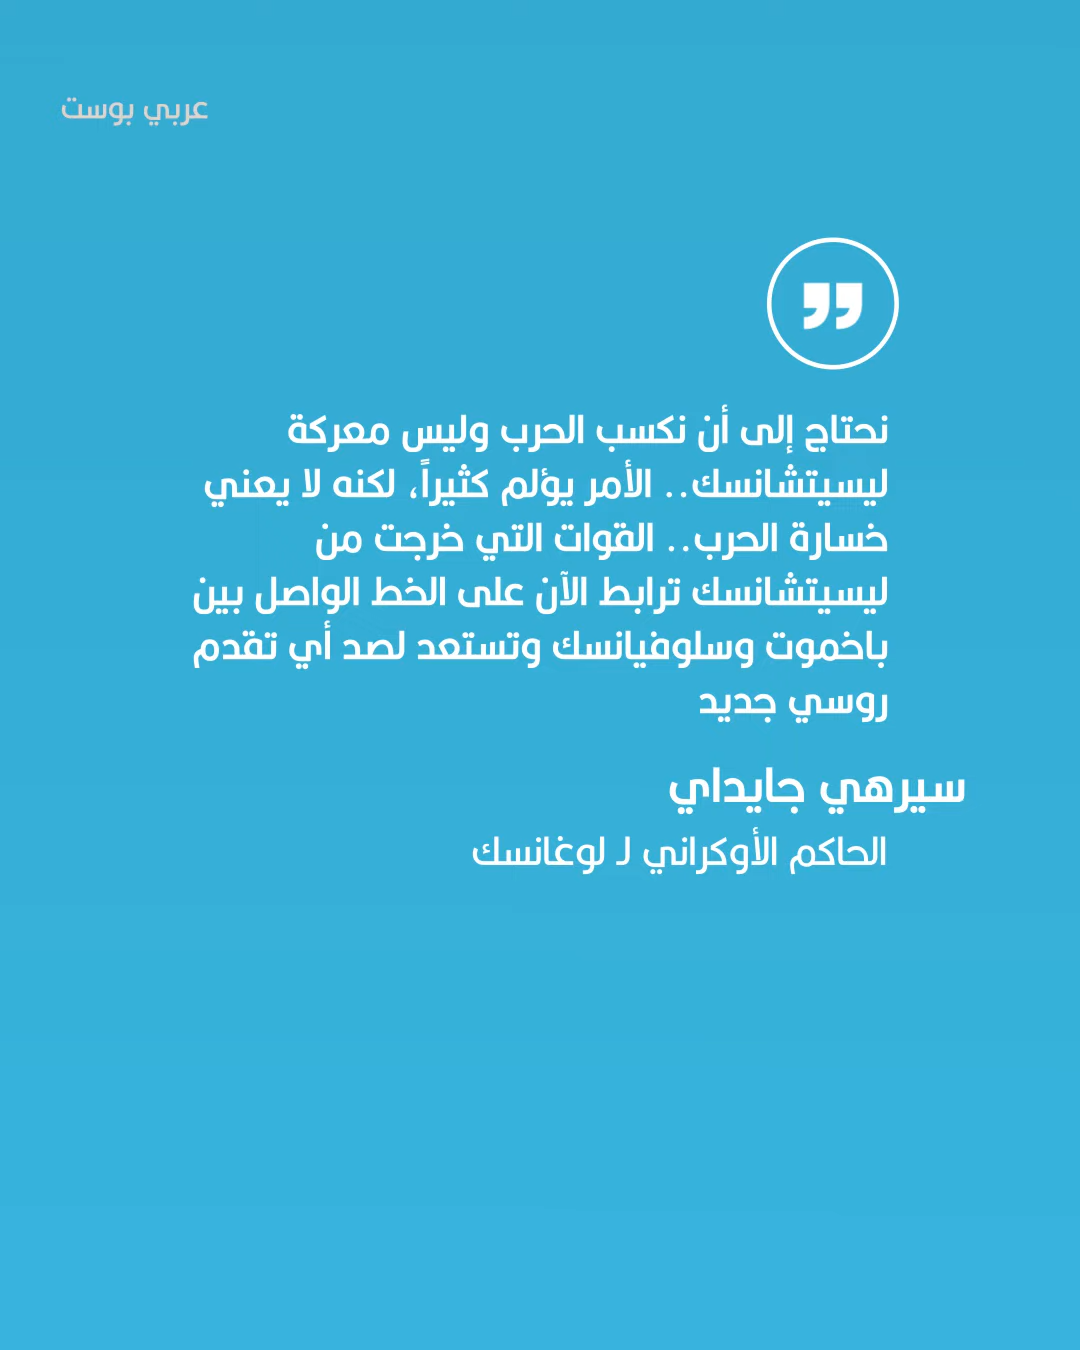 عربي بوست
نحتاج إلى أن نكسب الحرب وليس معركة
ليسيتشانسك.. الأمر يؤلم كثيراً، لكنه لا يعني
خسارة الحرب.. القوات التي خرجت من
ليسيتشانسك ترابط الآن على الخط الواصل بين
باخموت وسلوفيانسك وتستعد لصد أي تقدم
روسي جديد
سيرهي جايداي
الحاكم الأوكراني لـ لوغانسك